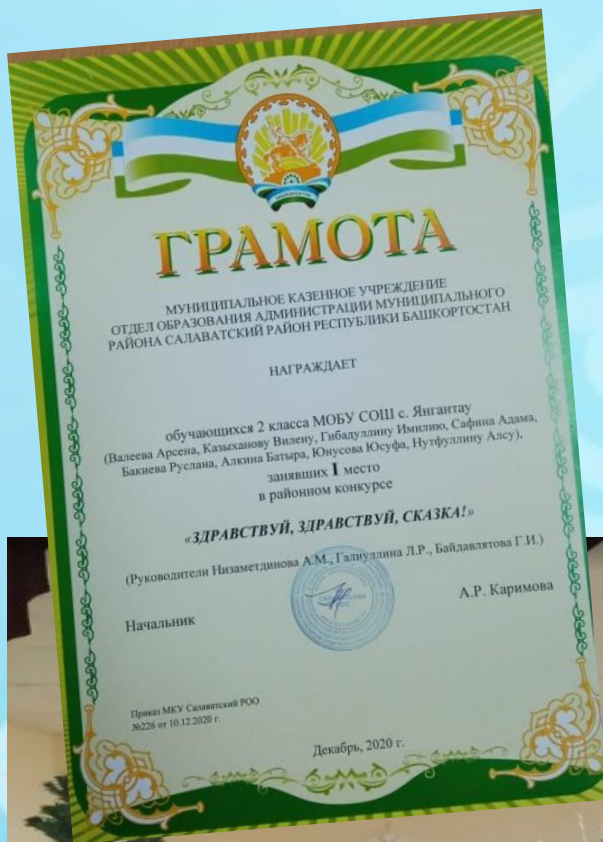 ГРАМОТА
МУНИЦИПАЛЬНОЕ КАЗЕННОЕ УЧРЕЖДЕНИЕ
ОТДЕЛ ОБРАЗОВАНИЯ АДМИНИСТРАЦИИ МУНИЦИПАЛЬНОГО
РАЙОНА САЛАВАТСКИЙ РАЙОН РЕСПУБЛИКИ БАШКОРТОСТАН
НАГРАЖДАЕТ
обучающихся 2 класса МОБУ СОШ с. Янгантау
(Валеева Арсена, Казыханову Вилену, Гибадуллину Имилию, Сафина Адама,
Бакиева Руслана, Алкина Батыра, Юнусова Юсуфа, Нутфуллину Алсу),
занявших I место
в районном конкурсе
«ЗДРАВСТВУЙ, ЗДРАВСТВУЙ, СКАЗКА!»
(Руководители Низаметдинова А.М., Галиуллина Л.Р., Байдавлятова Г.И.)
Начальник А.Р. Каримова
Приказ МКУ Салаватский РОО
№226 от 10.12.2020 г.
Декабрь, 2020 г.